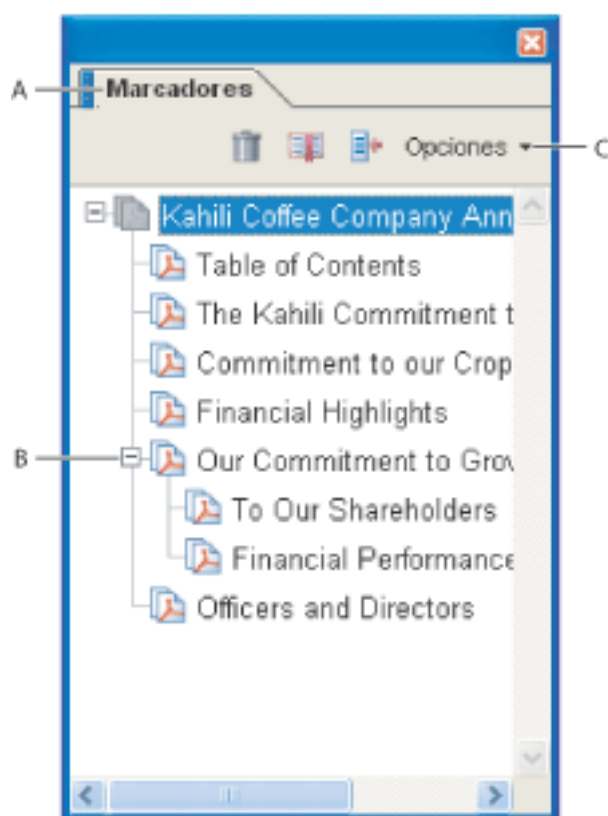 A
Marcadores
Opciones
C
Kahili Coffee Company Ann
Table of Contents
The Kahili Commitment t
Commitment to our Crop
Financial Highlights
B
Our Commitment to Grov
To Our Shareholders
Financial Performance
Officers and Directors